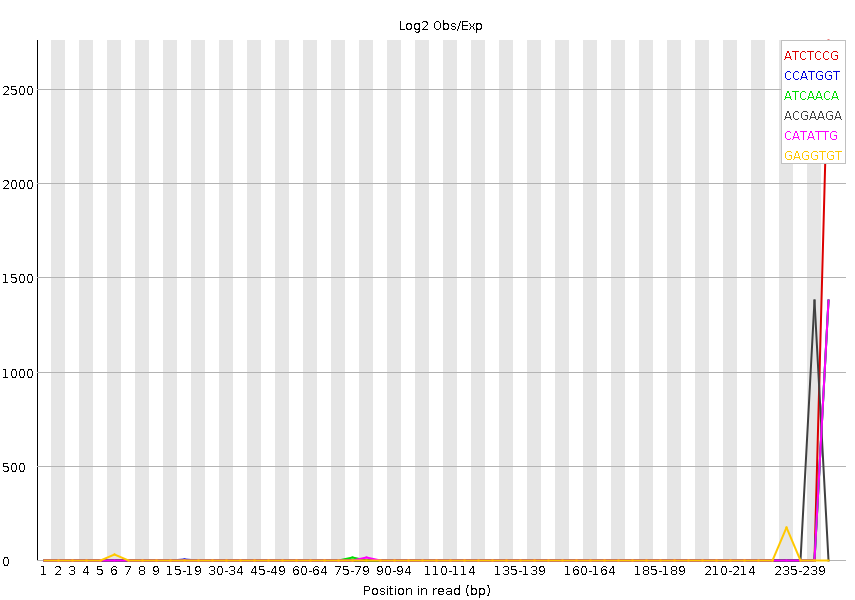 Log2 Obs/Exp
ATCTCCG
CCATGGT
ATCAACA
ACGAAGA
CATATTG
GAGGTGT
2500
2000
1500
1000
500
0
1 2 3 4 5 6 7 8 9 15-19 30-34 45-49 60-64 75-79 90-94 110-114 135-139 160-164 185-189 210-214 235-239
Position in read (bp)